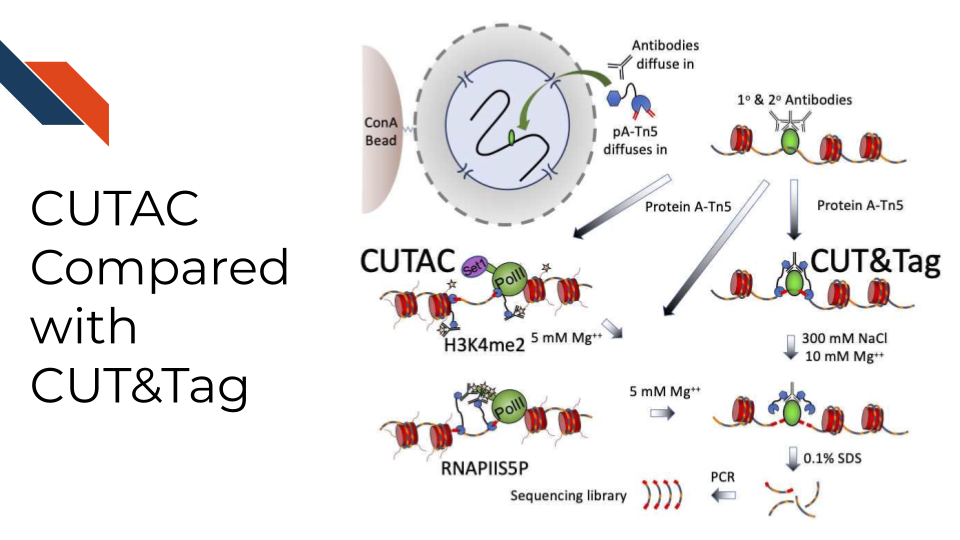 CUTAC
Compared
with
CUT&Tag
ConA
Bead
Antibodies
diffuse in
pA-Tn5
diffuses in
1º & 2º Antibodies
Protein A-Tn5
Protein A-Tn5
CUTAC
Set1
PolII
H3K4me2
5 mM Mg⁺⁺
CUT&Tag
300 mM NaCl
10 mM Mg⁺⁺
PolII
RNAPIIS5P
5 mM Mg⁺⁺
0.1% SDS
PCR
Sequencing library